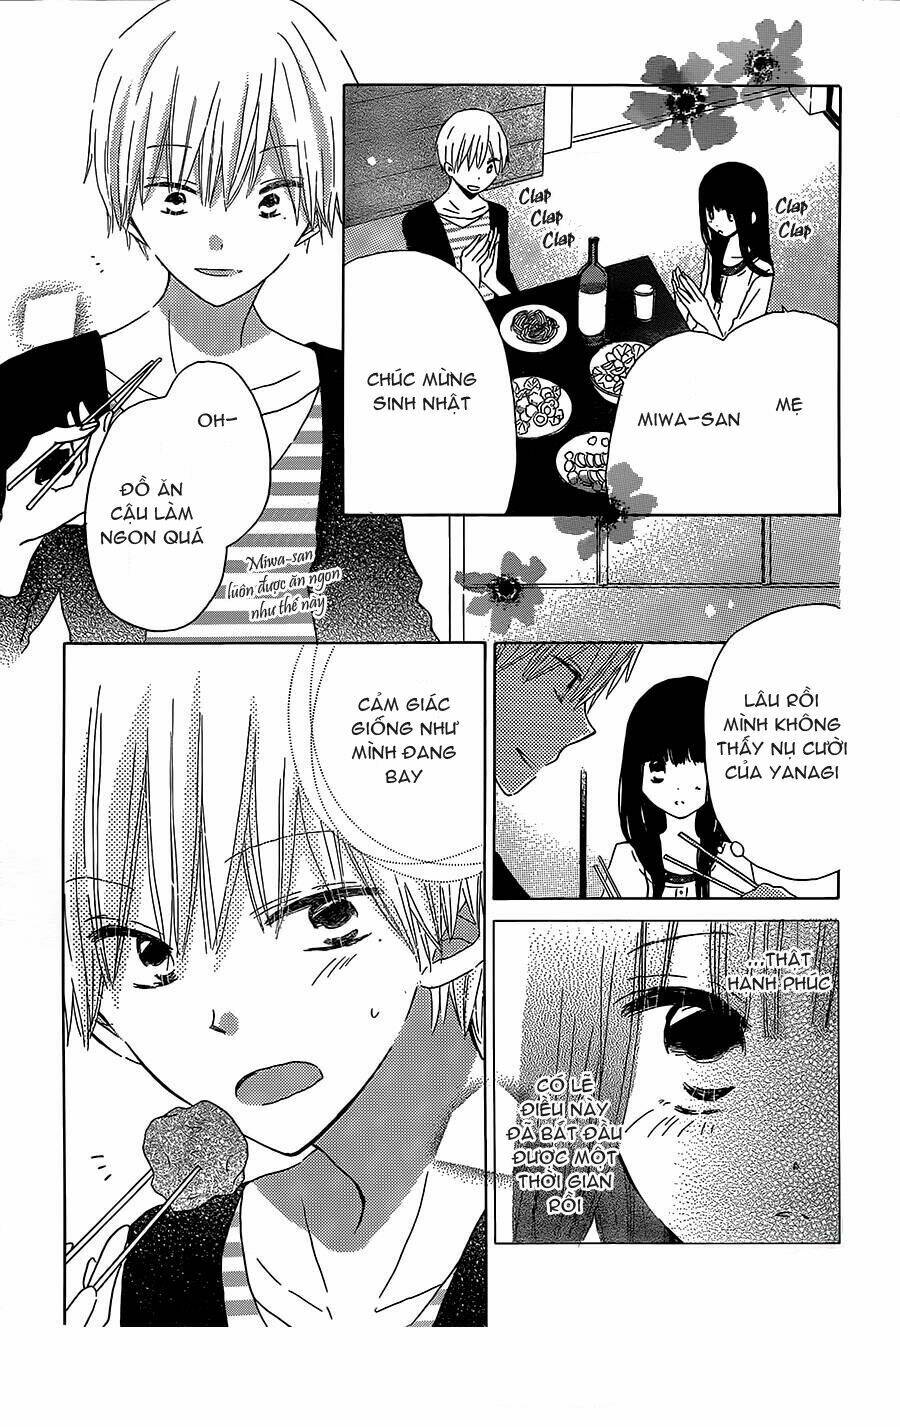 Clap
Clap
Clap
Clap
Clap
CHÚC MỪNG
SINH NHẬT
MIWA-SAN
MẸ
OH-
ĐỒ ĂN
CẬU LÀM
NGON QUÁ
Miwa-san
luôn được ăn ngon
như thế này
LÂU RỒI
MÌNH KHÔNG
THẤY NỤ CƯỜI
CỦA YANAGI
CẢM GIÁC
GIỐNG NHƯ
MÌNH ĐANG
BAY
...THẬT
HẠNH PHÚC
CÓ LẼ
ĐIỀU NÀY
ĐÃ BẮT ĐẦU
ĐƯỢC MỘT
THỜI GIAN
RỒI